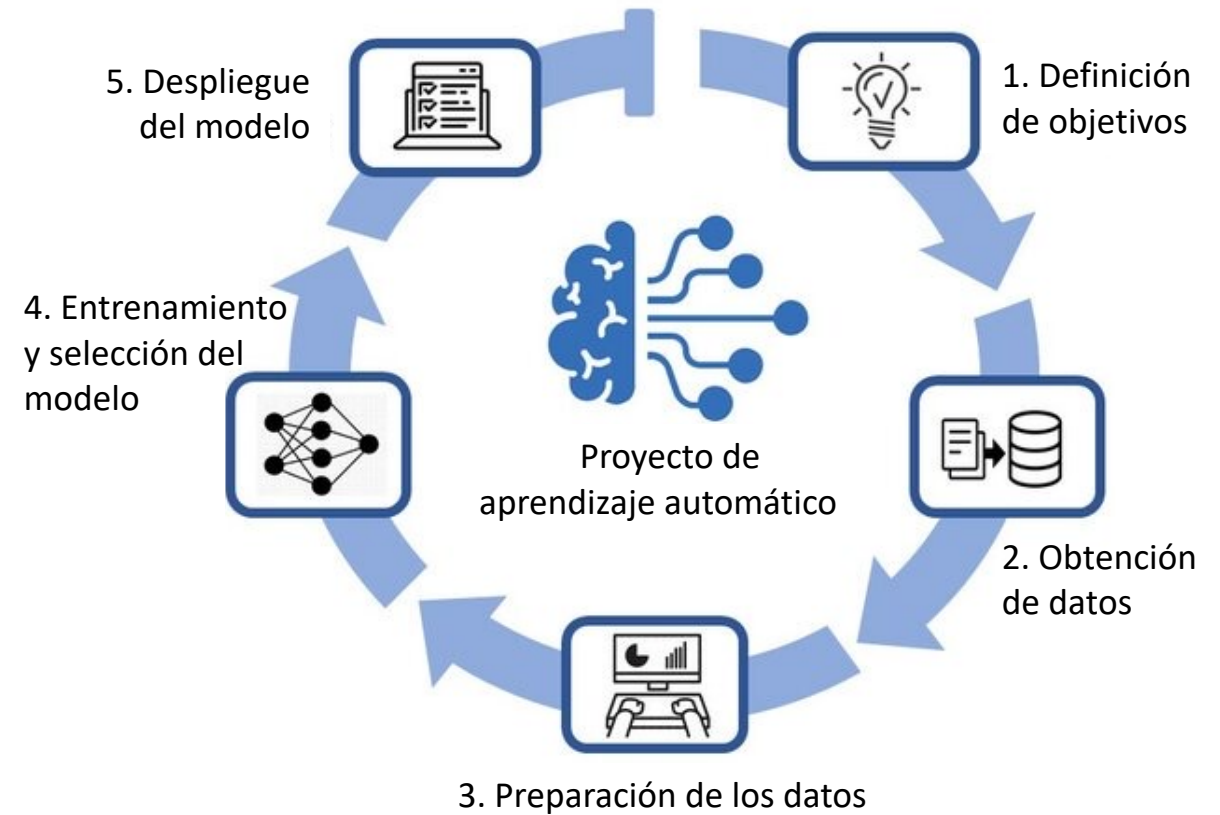 1. Definición
de objetivos
2. Obtención
de datos
3. Preparación de los datos
4. Entrenamiento
y selección del
modelo
5. Despliegue
del modelo
Proyecto de
aprendizaje automático